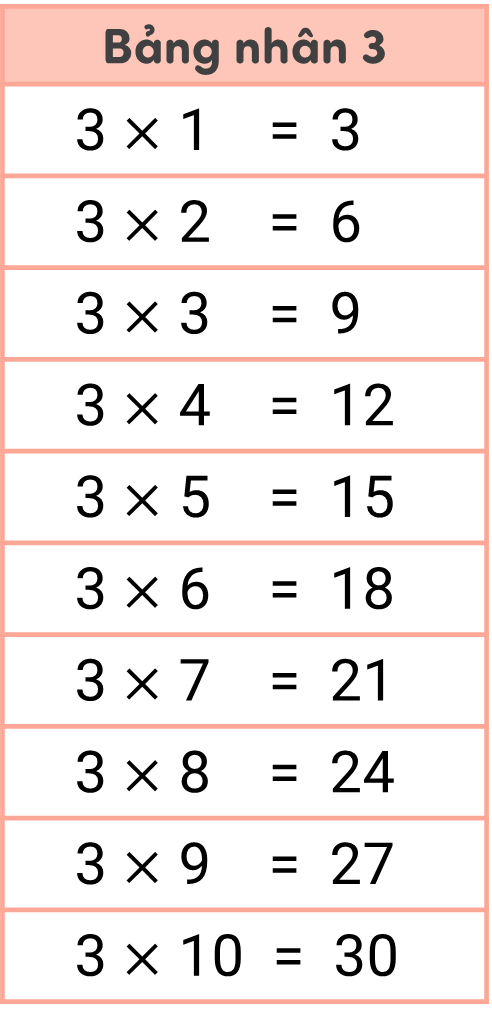 Bảng nhân 3
3 × 1 = 3
3 × 2 = 6
3 × 3 = 9
3 × 4 = 12
3 × 5 = 15
3 × 6 = 18
3 × 7 = 21
3 × 8 = 24
3 × 9 = 27
3 × 10 = 30